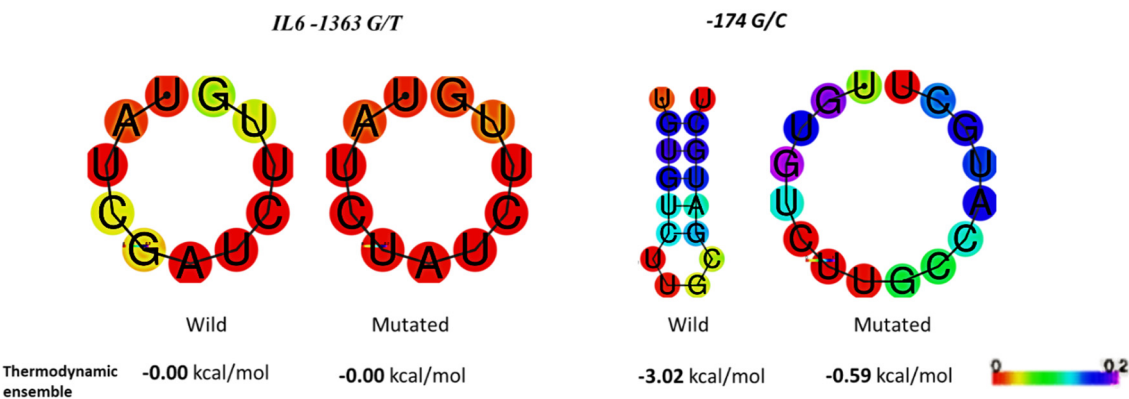 IL6 -1363 G/T
-174 G/C
U G
A U
U U
C C
G A U
U G
A U
U U
C C
U A U
U U
G C
U G
G U
U A
C G
U C
U G
G U U C
U G
G U
U A
C C
U U G C
Wild
Mutated
Wild
Mutated
Thermodynamic
ensemble
-0.00 kcal/mol
-0.00 kcal/mol
-3.02 kcal/mol
-0.59 kcal/mol
0 0.2